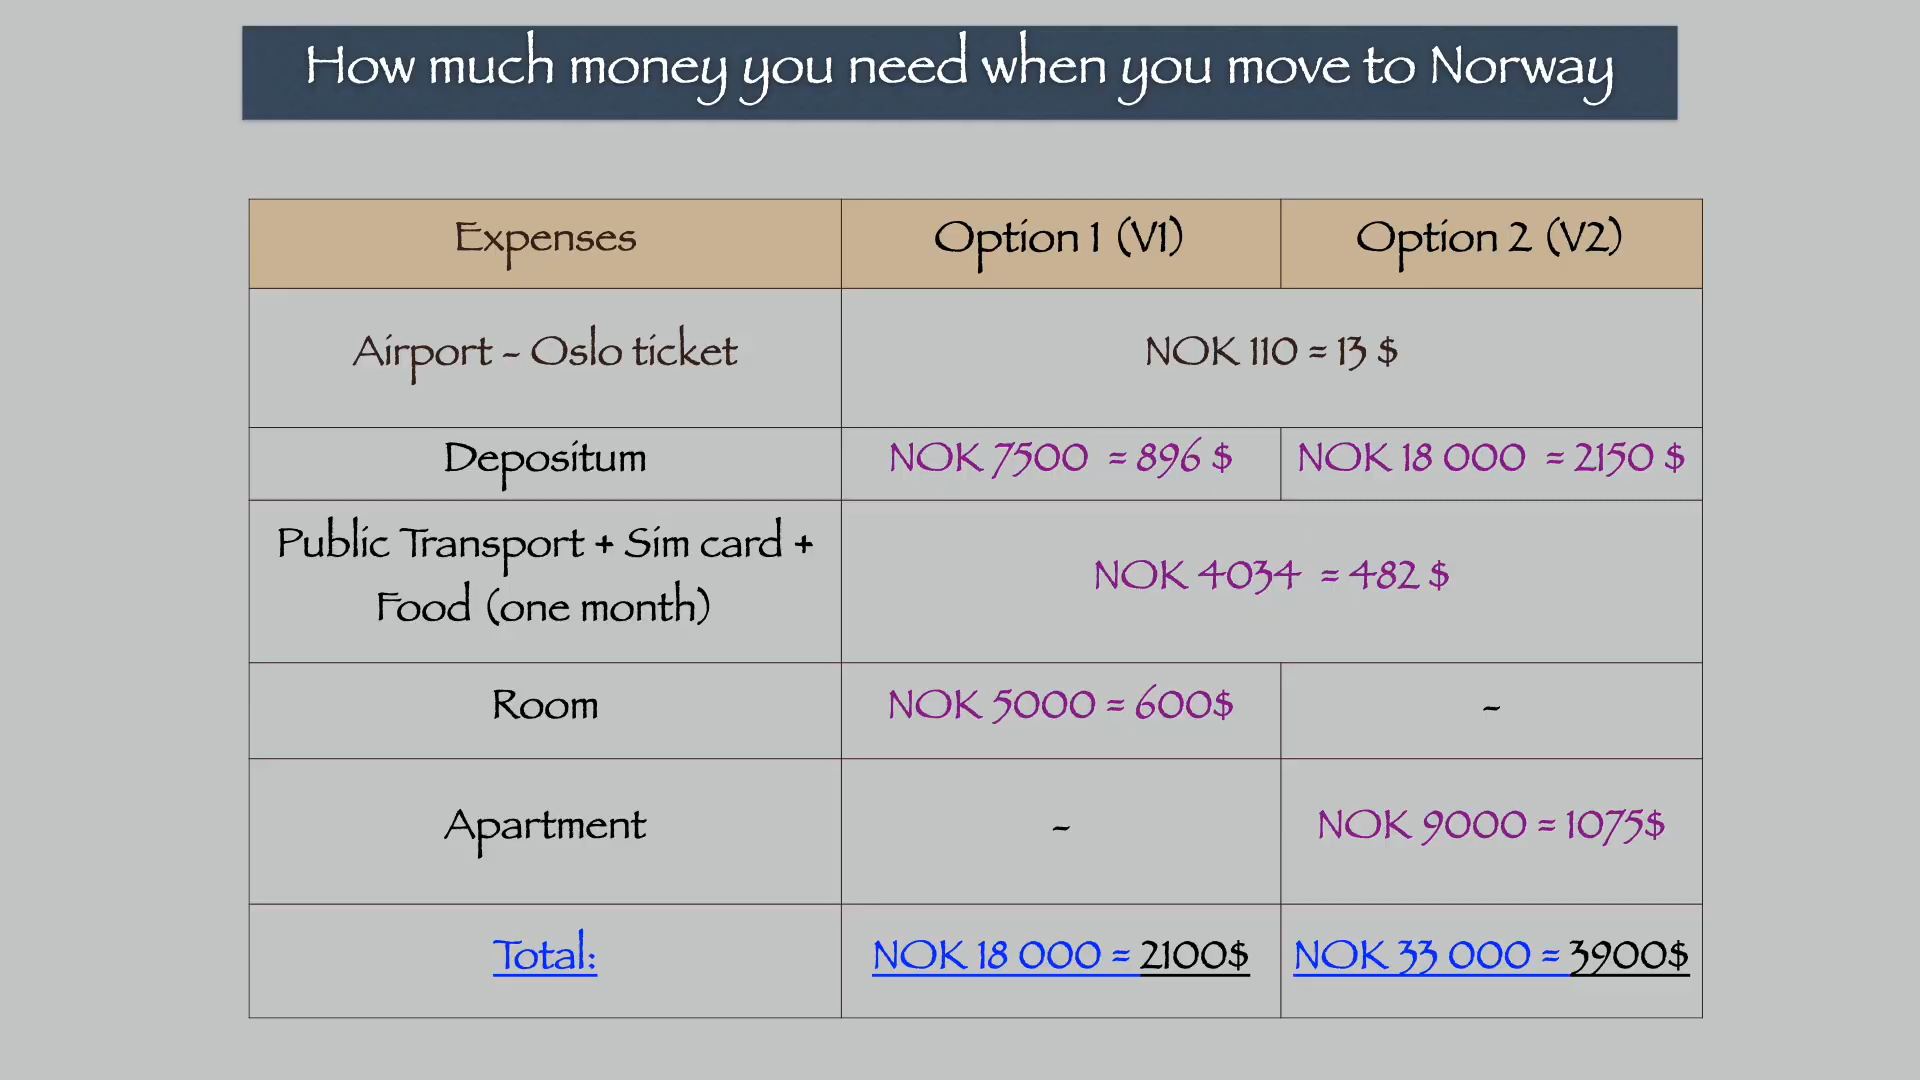 How much money you need when you move to Norway
Expenses Option 1 (V1) Option 2 (V2)
Airport - Oslo ticket NOK 110 = 13 $
Depositum NOK 7500 = 896 $ NOK 18 000 = 2150 $
Public Transport + Sim card +
Food (one month) NOK 4034 = 482 $
Room NOK 5000 = 600$ -
Apartment - NOK 9000 = 1075$
Total: NOK 18 000 = 2100$ NOK 33 000 = 3900$